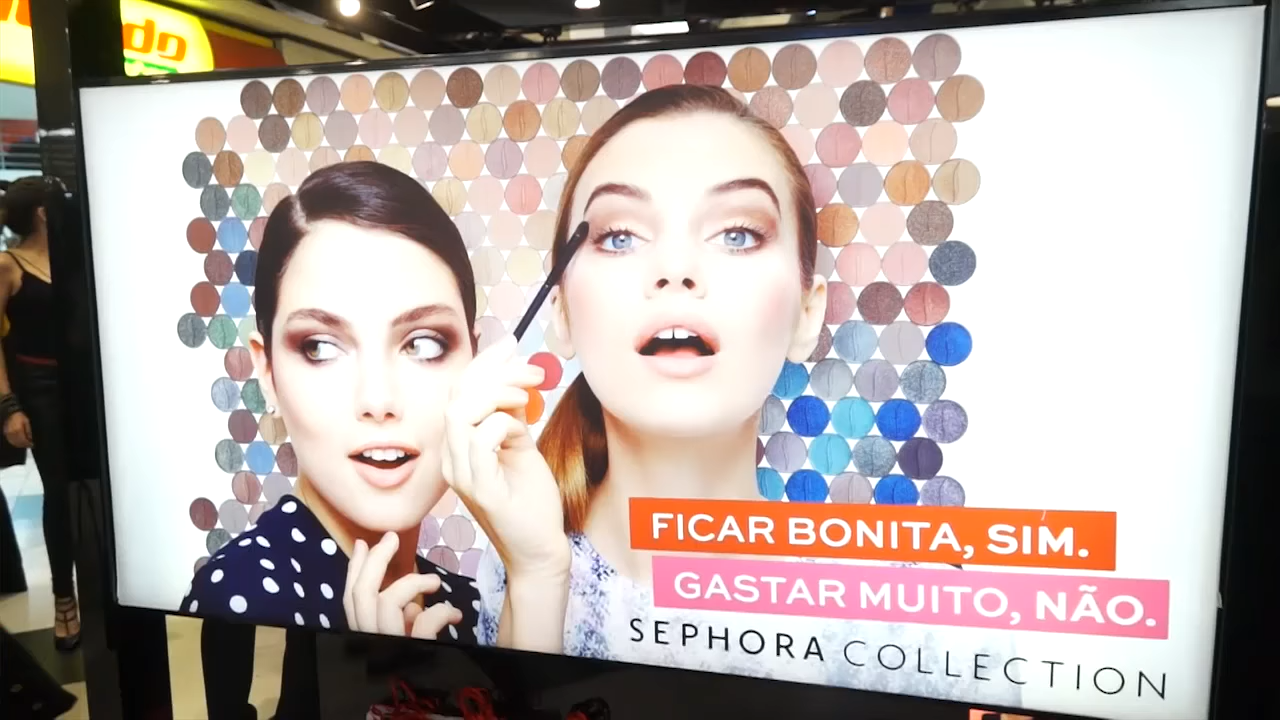 FICAR BONITA, SIM.
GASTAR MUITO, NÃO.
SEPHORA COLLECTION